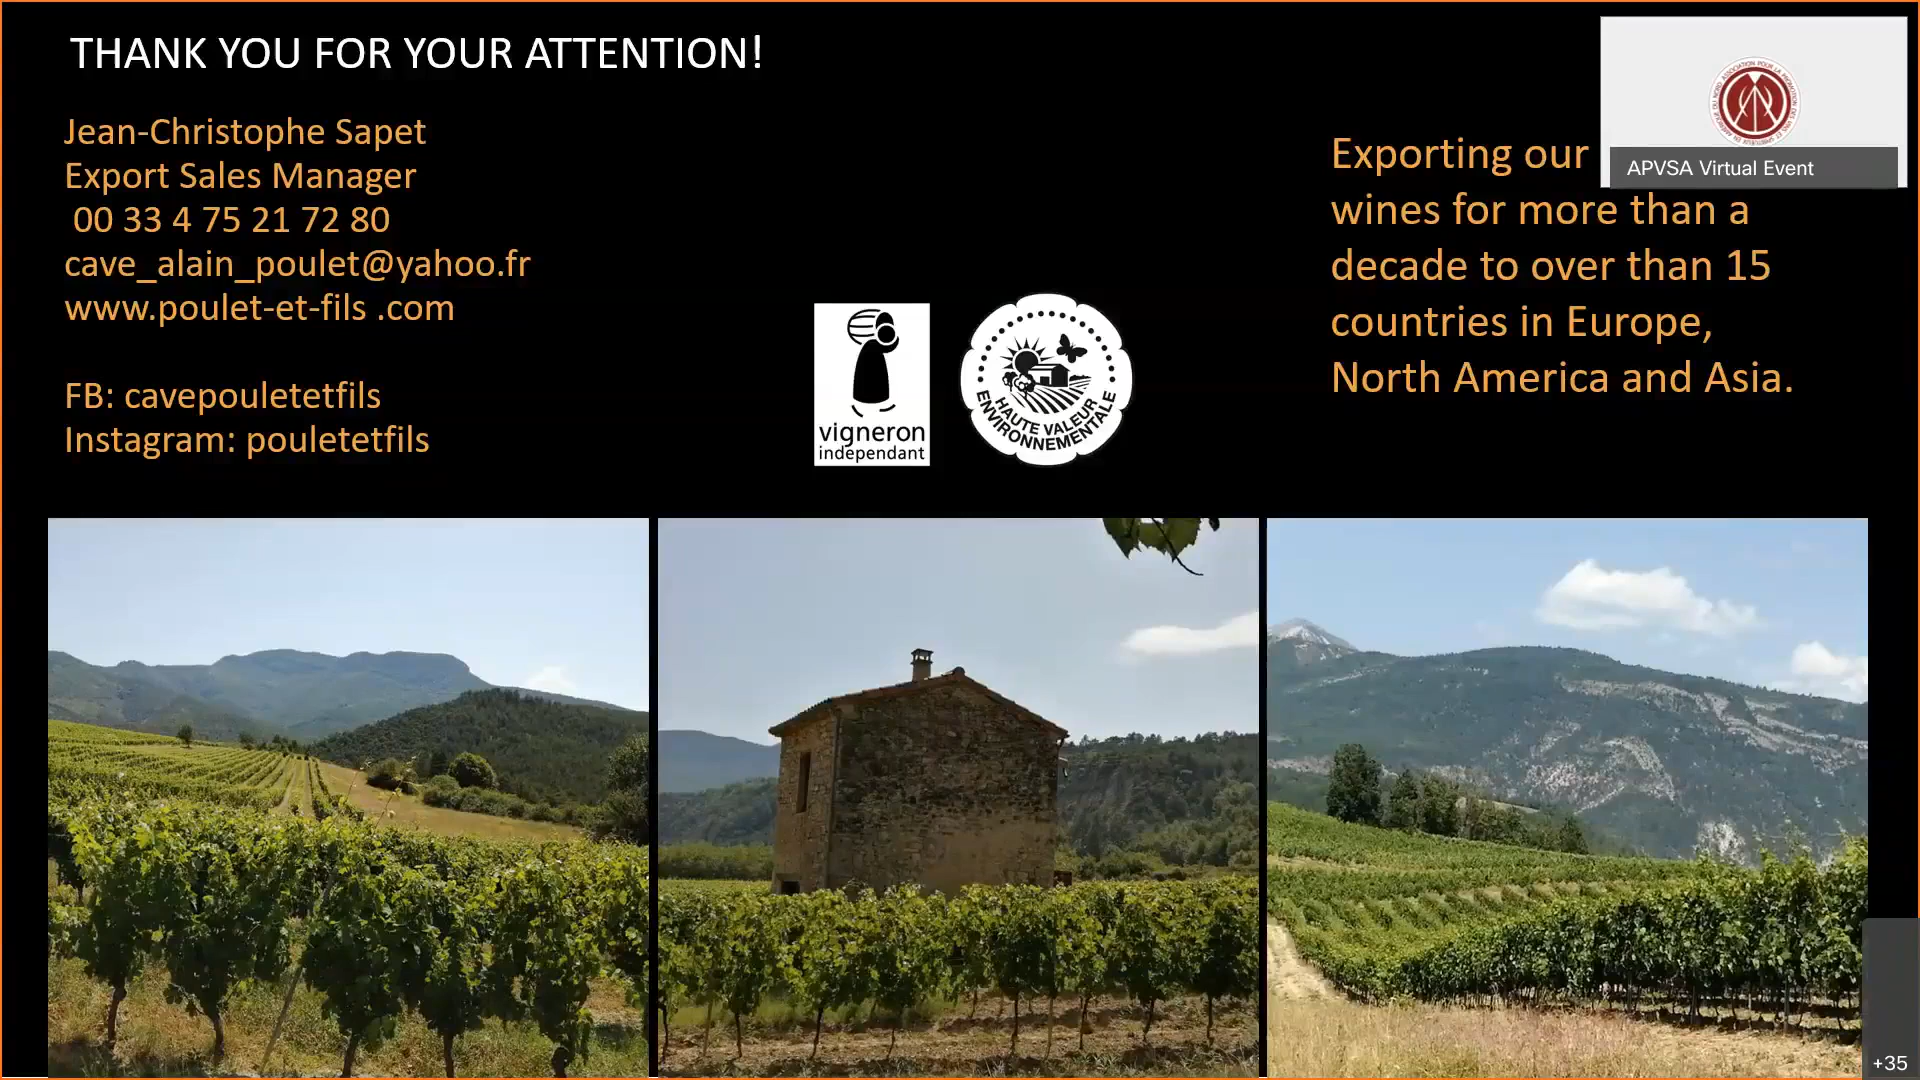 THANK YOU FOR YOUR ATTENTION!
Jean-Christophe Sapet
Export Sales Manager
00 33 4 75 21 72 80
cave_alain_poulet@yahoo.fr
www.poulet-et-fils .com
FB: cavepouletetfils
Instagram: pouletetfils
vigneron
independant
HAUTE VALEUR
ENVIRONNEMENTALE
Exporting our
wines for more than a
decade to over than 15
countries in Europe,
North America and Asia.
APVSA Virtual Event
+35